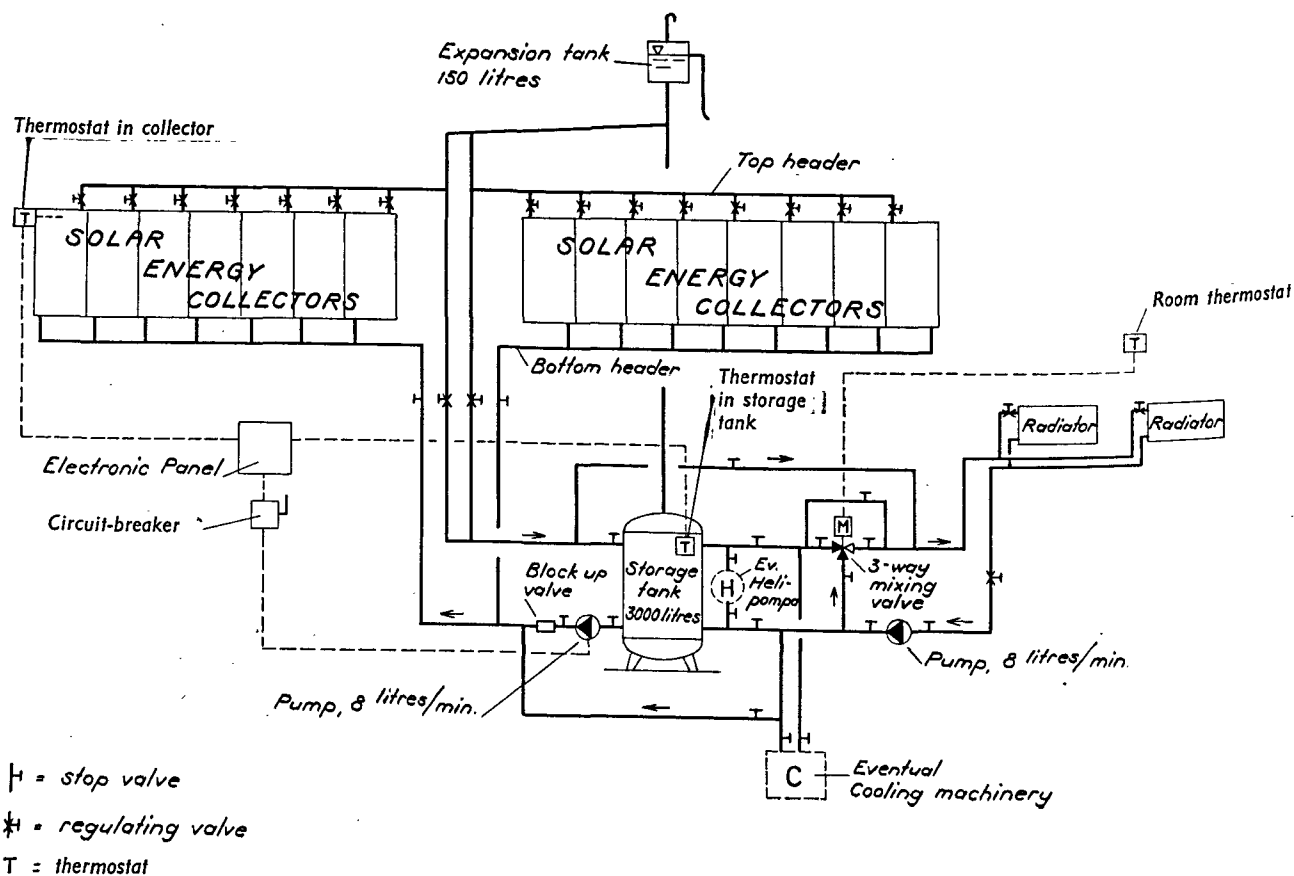 Expansion tank
150 litres
Thermostat in collector
Top header
T
SOLAR
ENERGY
COLLECTORS
SOLAR
ENERGY
COLLECTORS
Room thermostat
T
Bottom header
Thermostat
in storage
tank
Radiator
Radiator
Electronic Panel
Circuit-breaker
M
T
Block up
valve
Storage
tank
3000 litres
H
Ev.
Heli-
pompa
3-way
mixing
valve
Pump, 8 litres/min.
Pump, 8 litres/min.
C
Eventual
Cooling machinery
= stop valve
= regulating valve
T = thermostat